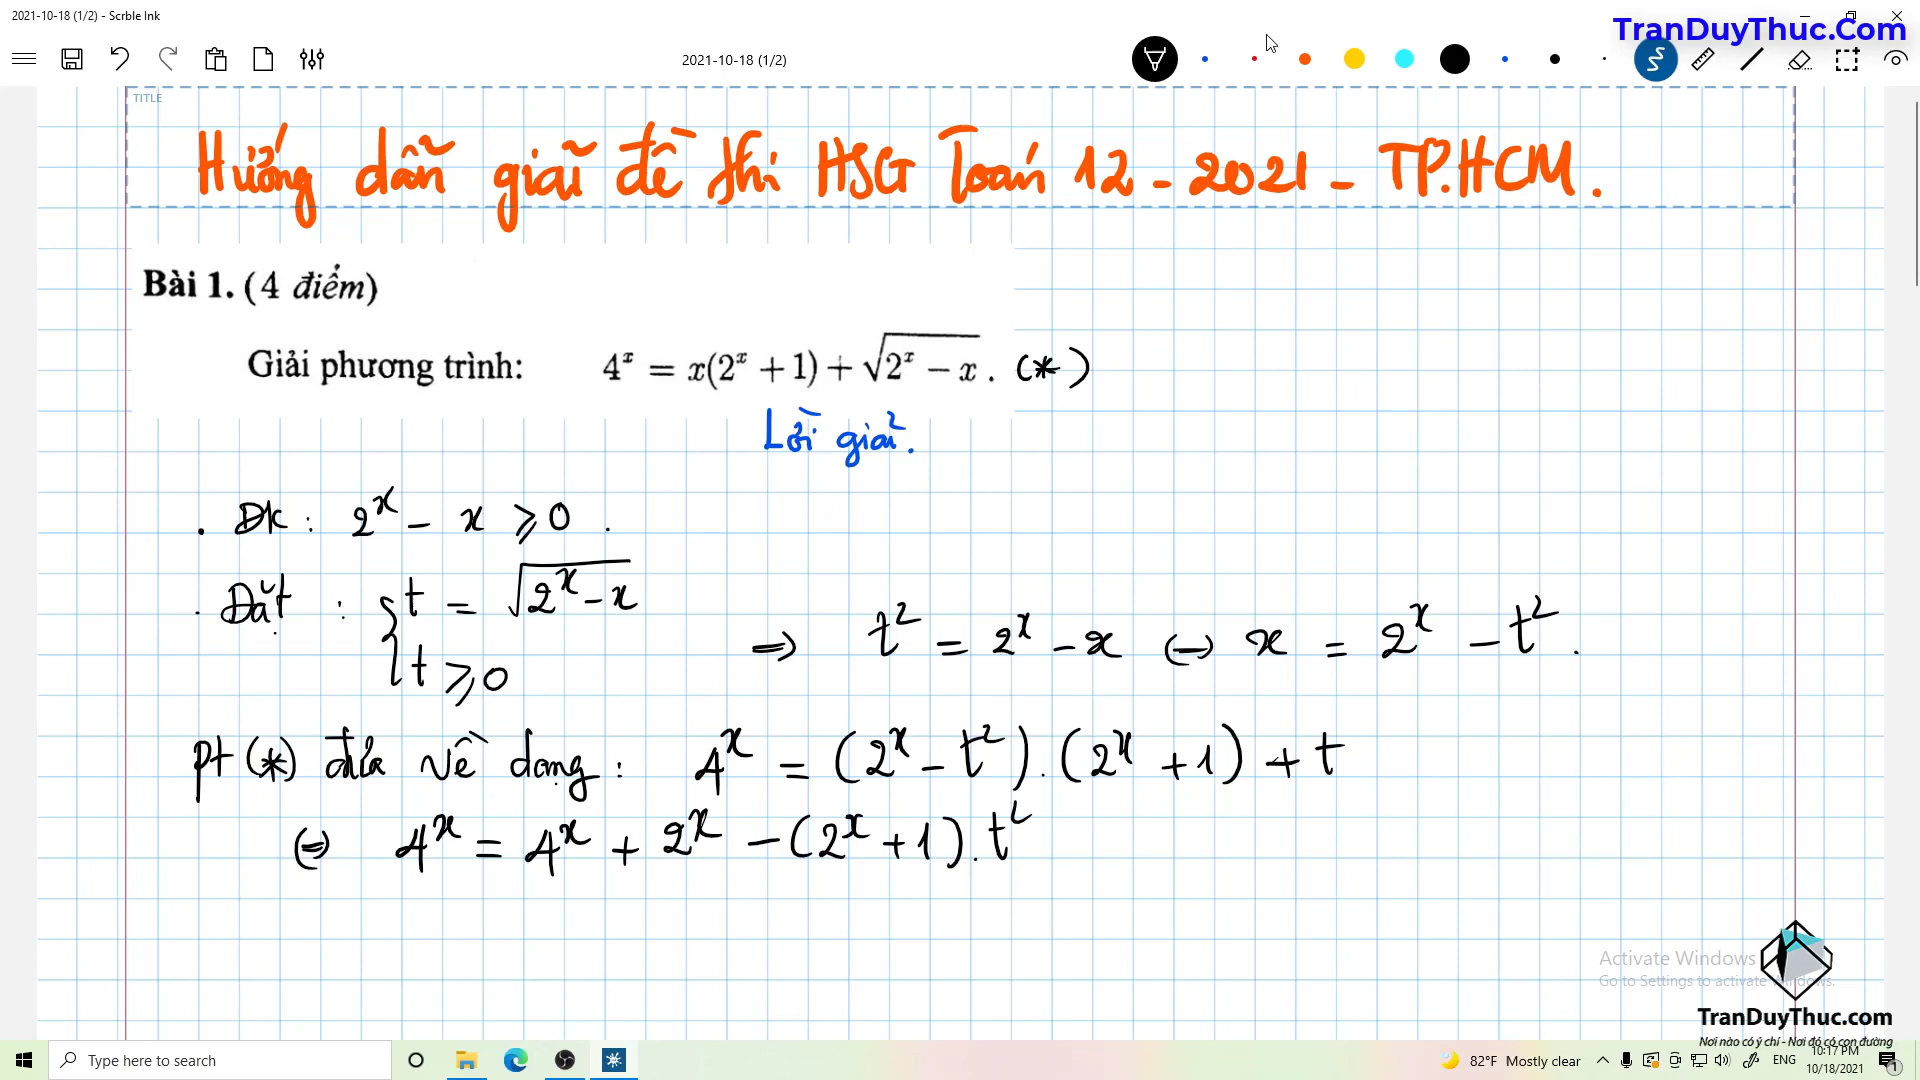 2021-10-18 (1/2) - Scrble Ink
TranDuyThuc.Com
2021-10-18 (1/2)
TITLE
Hướng dẫn giải đề thi HSG Toán 12 - 2021 - TP.HCM.
Bài 1. (4 điểm)
Giải phương trình: 4^x = x(2^x + 1) + √(2^x − x) . (*)
Lời giải.
. Đk : 2^x − x ⩾ 0 .
. Đặt : { t = √(2^x − x)
t ⩾ 0
⇒ t² = 2^x − x ⇔ x = 2^x − t² .
pt (*) đưa về dạng : 4^x = (2^x − t²) . (2^x + 1) + t
⇔ 4^x = 4^x + 2^x − (2^x + 1) . t²
Activate Windows
Go to Settings to activate Windows.
TranDuyThuc.com
Nơi nào có ý chí - Nơi đó có con đường
Type here to search
82°F Mostly clear
ENG
10:17 PM
10/18/2021
1